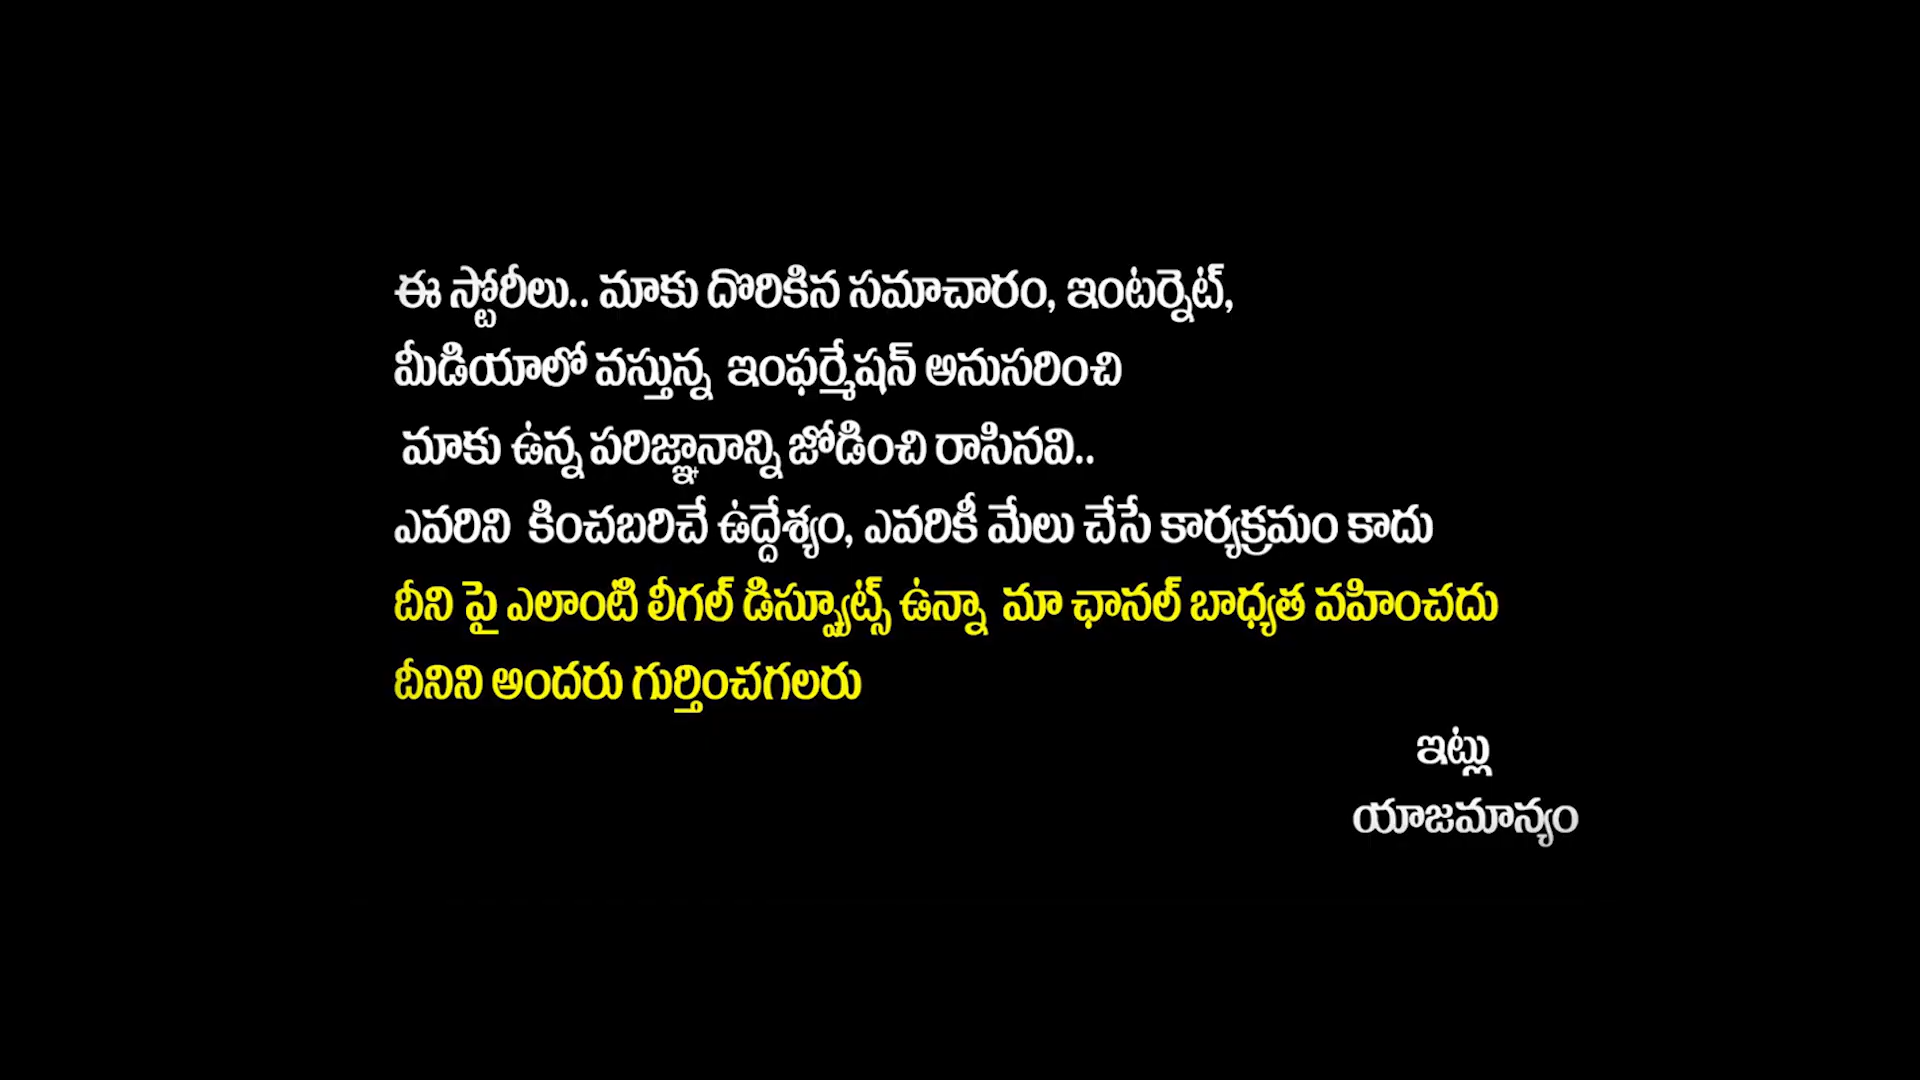 ఈ స్టోరీలు.. మాకు దొరికిన సమాచారం, ఇంటర్నెట్,
మీడియాలో వస్తున్న ఇంఫర్మేషన్ అనుసరించి
మాకు ఉన్న పరిజ్ఞానాన్ని జోడించి రాసినవి..
ఎవరిని కించబరిచే ఉద్దేశ్యం, ఎవరికీ మేలు చేసే కార్యక్రమం కాదు
దీని పై ఎలాంటి లీగల్ డిస్ప్యూట్స్ ఉన్నా మా ఛానల్ బాధ్యత వహించదు
దీనిని అందరు గుర్తించగలరు
ఇట్లు
యాజమాన్యం